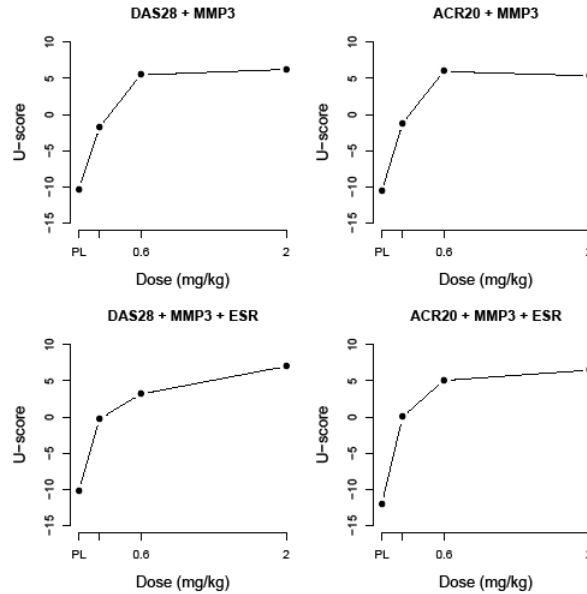 DAS28 + MMP3
U-score
10
5
0
-5
-10
-15
PL
0.6
2
Dose (mg/kg)
ACR20 + MMP3
U-score
10
5
0
-5
-10
-15
PL
0.6
Dose (mg/kg)
DAS28 + MMP3 + ESR
U-score
10
5
0
-5
-10
-15
PL
0.6
2
Dose (mg/kg)
ACR20 + MMP3 + ESR
U-score
10
5
0
-5
-10
-15
PL
0.6
Dose (mg/kg)